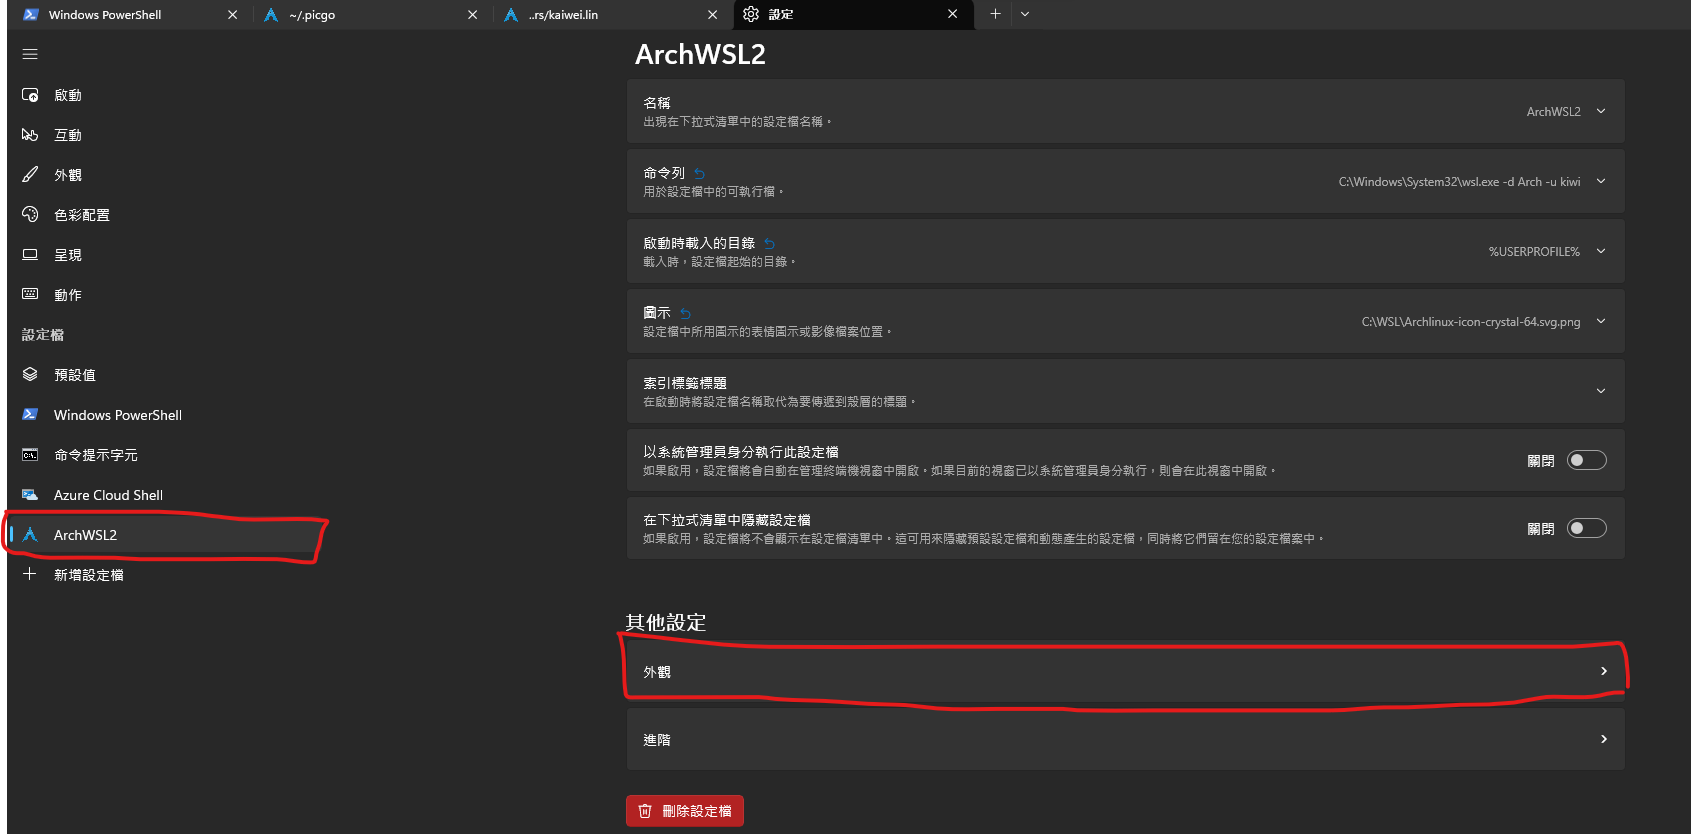 Windows PowerShell
~/.picgo
..rs/kaiwei.lin
設定
啟動
互動
外觀
色彩配置
呈現
動作
設定檔
預設值
Windows PowerShell
命令提示字元
Azure Cloud Shell
ArchWSL2
新增設定檔
ArchWSL2
名稱
出現在下拉式清單中的設定檔名稱。
ArchWSL2
命令列
用於設定檔中的可執行檔。
C:\Windows\System32\wsl.exe -d Arch -u kiwi
啟動時載入的目錄
載入時，設定檔起始的目錄。
%USERPROFILE%
圖示
設定檔中所用圖示的表情圖示或影像檔案位置。
C:\WSL\Archlinux-icon-crystal-64.svg.png
索引標籤標題
在啟動時將設定檔名稱取代為要傳遞到殼層的標題。
以系統管理員身分執行此設定檔
如果啟用，設定檔將會自動在管理終端機視窗中開啟。如果目前的視窗已以系統管理員身分執行，則會在此視窗中開啟。
關閉
在下拉式清單中隱藏設定檔
如果啟用，設定檔將不會顯示在設定檔清單中。這可用來隱藏預設設定檔和動態產生的設定檔，同時將它們留在您的設定檔案中。
關閉
其他設定
外觀
進階
刪除設定檔